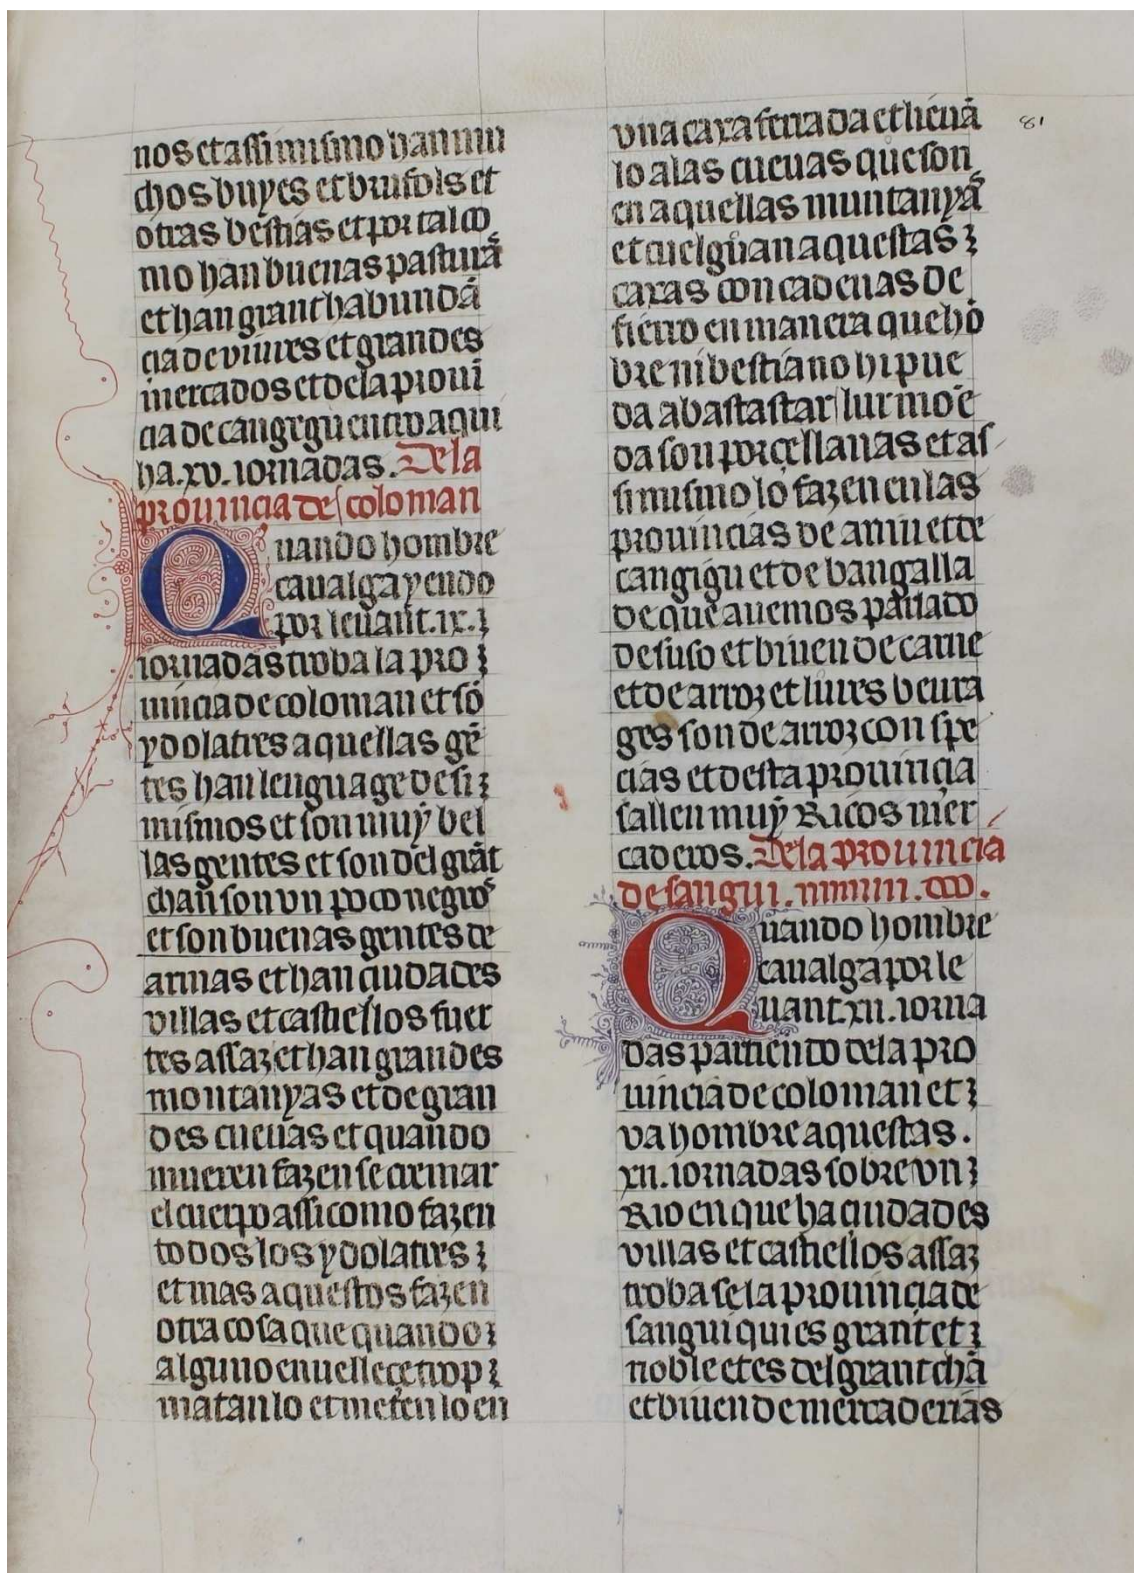 nos et assi mismo han mu
chos buyes et brufols et
otras bestias et por tal co
mo han buenas pasturãs
et han grant habundã
cia de viures et grandes
mercados et de la prouĩ
cia de cangegu entro aqui
ha .xv. iornadas. De la
prouincia de coloman
Quando hombre
caualga yendo
por leuant .ix. ꝫ
iornadas troba la pro ꝫ
uincia de coloman et sõ
ydolatres aquellas gẽ
tes han lenguage de si ꝫ
mismos et son muy bel
las gentes et son del grãt
chan son vn poco negros
et son buenas gentes de
armas et han ciudades
villas et castiellos fuer
tes assaz et han grandes
montanyas et de gran
des cueuas et quando
mueren fazen se cremar
el cuerpo assi como fazen
todos los ydolatres ꝫ
et mas aquestos fazen
otra cosa que quando ꝫ
alguno enuellece trop ꝫ
matan lo et meten lo en
vna caxa ferrada et lieuã
lo a las cueuas que son
en aquellas muntanyãs
et cuelguan aquestas ꝫ
caxas con cadenas de
fierro en manera que hõ
bre ni bestia no hi pue
da abastastar lur mõe
da son porçellanas et as
si mismo lo fazen en las
prouincias de amu et de
cangigu et de bangalla
de que auemos parlado
de suso et biuen de carne
et de arroz et lures beura
ges son de arroz con spe
cias et desta prouincia
sallen muy Ricos mer
caderos. De la prouincia
de sangui.
Quando hombre
caualga por le
uant .xii. iorna
das partiendo de la pro
uincia de coloman et ꝫ
va hombre aquestas .
xii. iornadas sobre vn ꝫ
Rio en que ha ciudades
villas et castiellos assaz
troba se la prouincia de
sangui qui es grant et ꝫ
noble et es del grant chã
et biuen de mercaderias
81